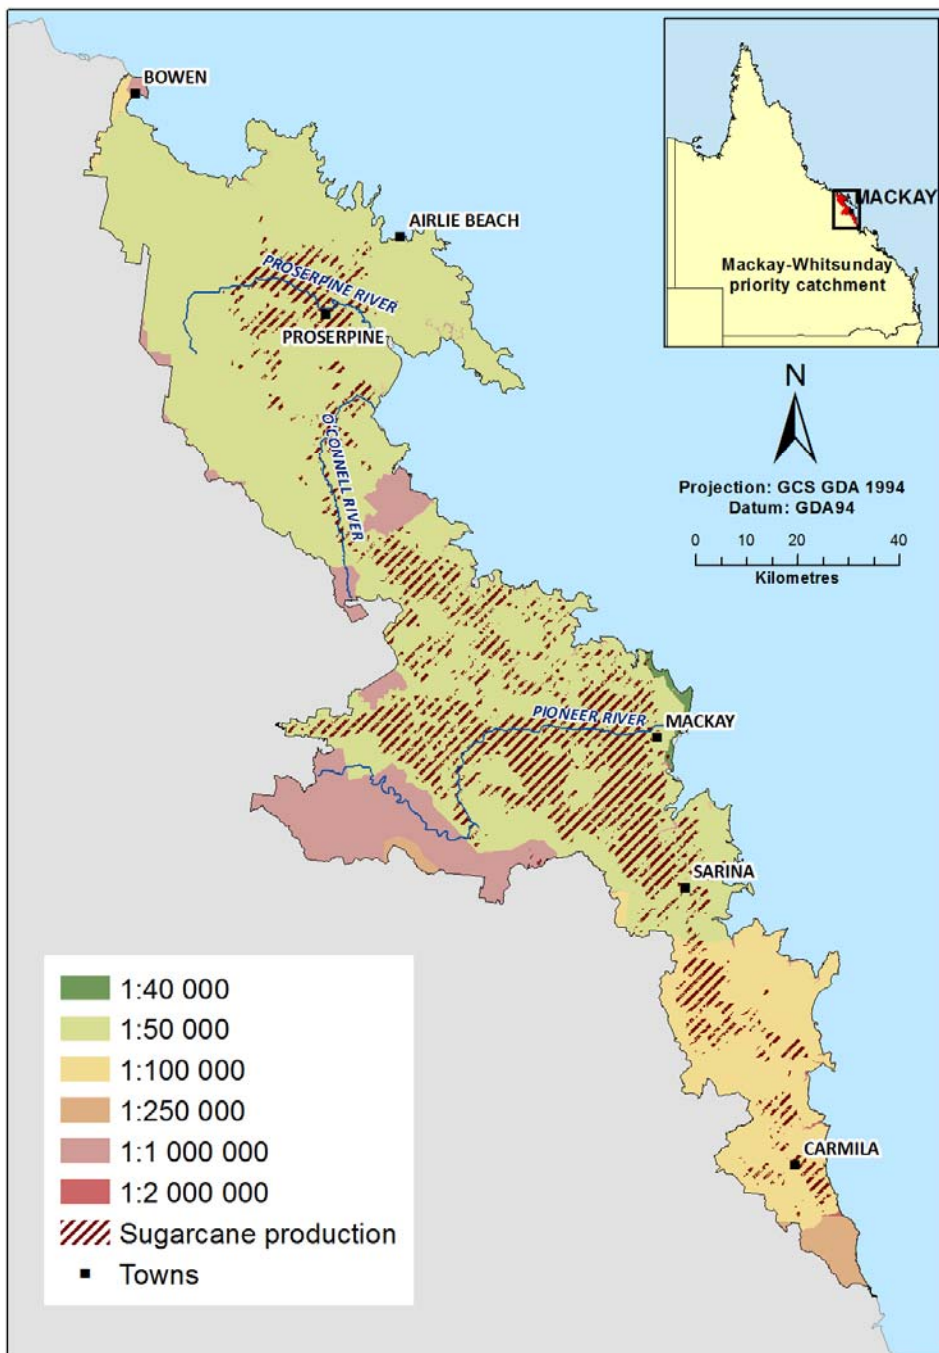 BOWEN
AIRLIE BEACH
PROSERPINE RIVER
PROSERPINE
O'CONNELL RIVER
MACKAY
Mackay-Whitsunday
priority catchment
N
Projection: GCS GDA 1994
Datum: GDA94
0 20 40
Kilometres
PIONEER RIVER
MACKAY
SARINA
CARMILA
1:40 000
1:50 000
1:100 000
1:250 000
1:1 000 000
1:2 000 000
Sugarcane production
Towns